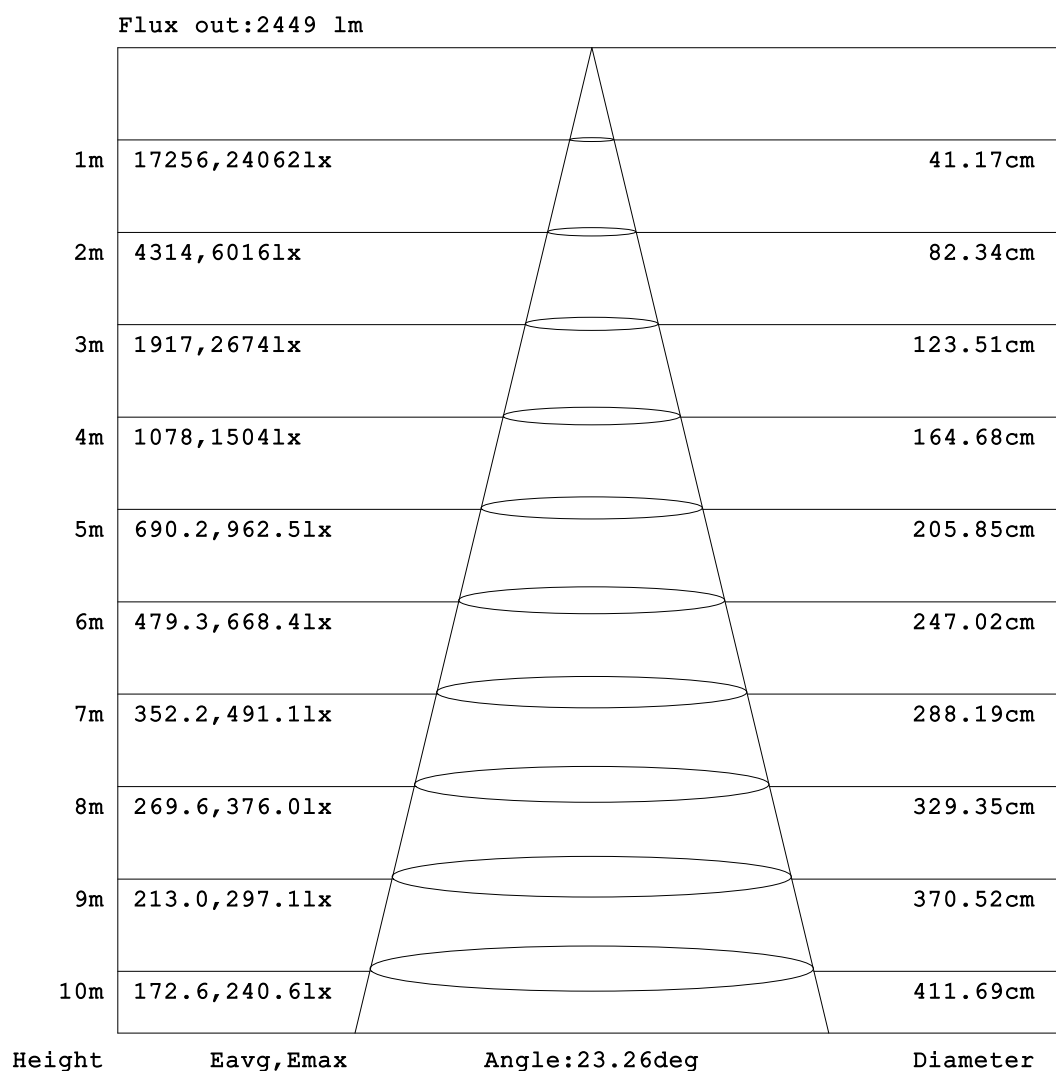 Flux out:2449 lm
1m 17256,24062lx 41.17cm
2m 4314,6016lx 82.34cm
3m 1917,2674lx 123.51cm
4m 1078,1504lx 164.68cm
5m 690.2,962.5lx 205.85cm
6m 479.3,668.4lx 247.02cm
7m 352.2,491.1lx 288.19cm
8m 269.6,376.0lx 329.35cm
9m 213.0,297.1lx 370.52cm
10m 172.6,240.6lx 411.69cm
Height Eavg,Emax Angle:23.26deg Diameter